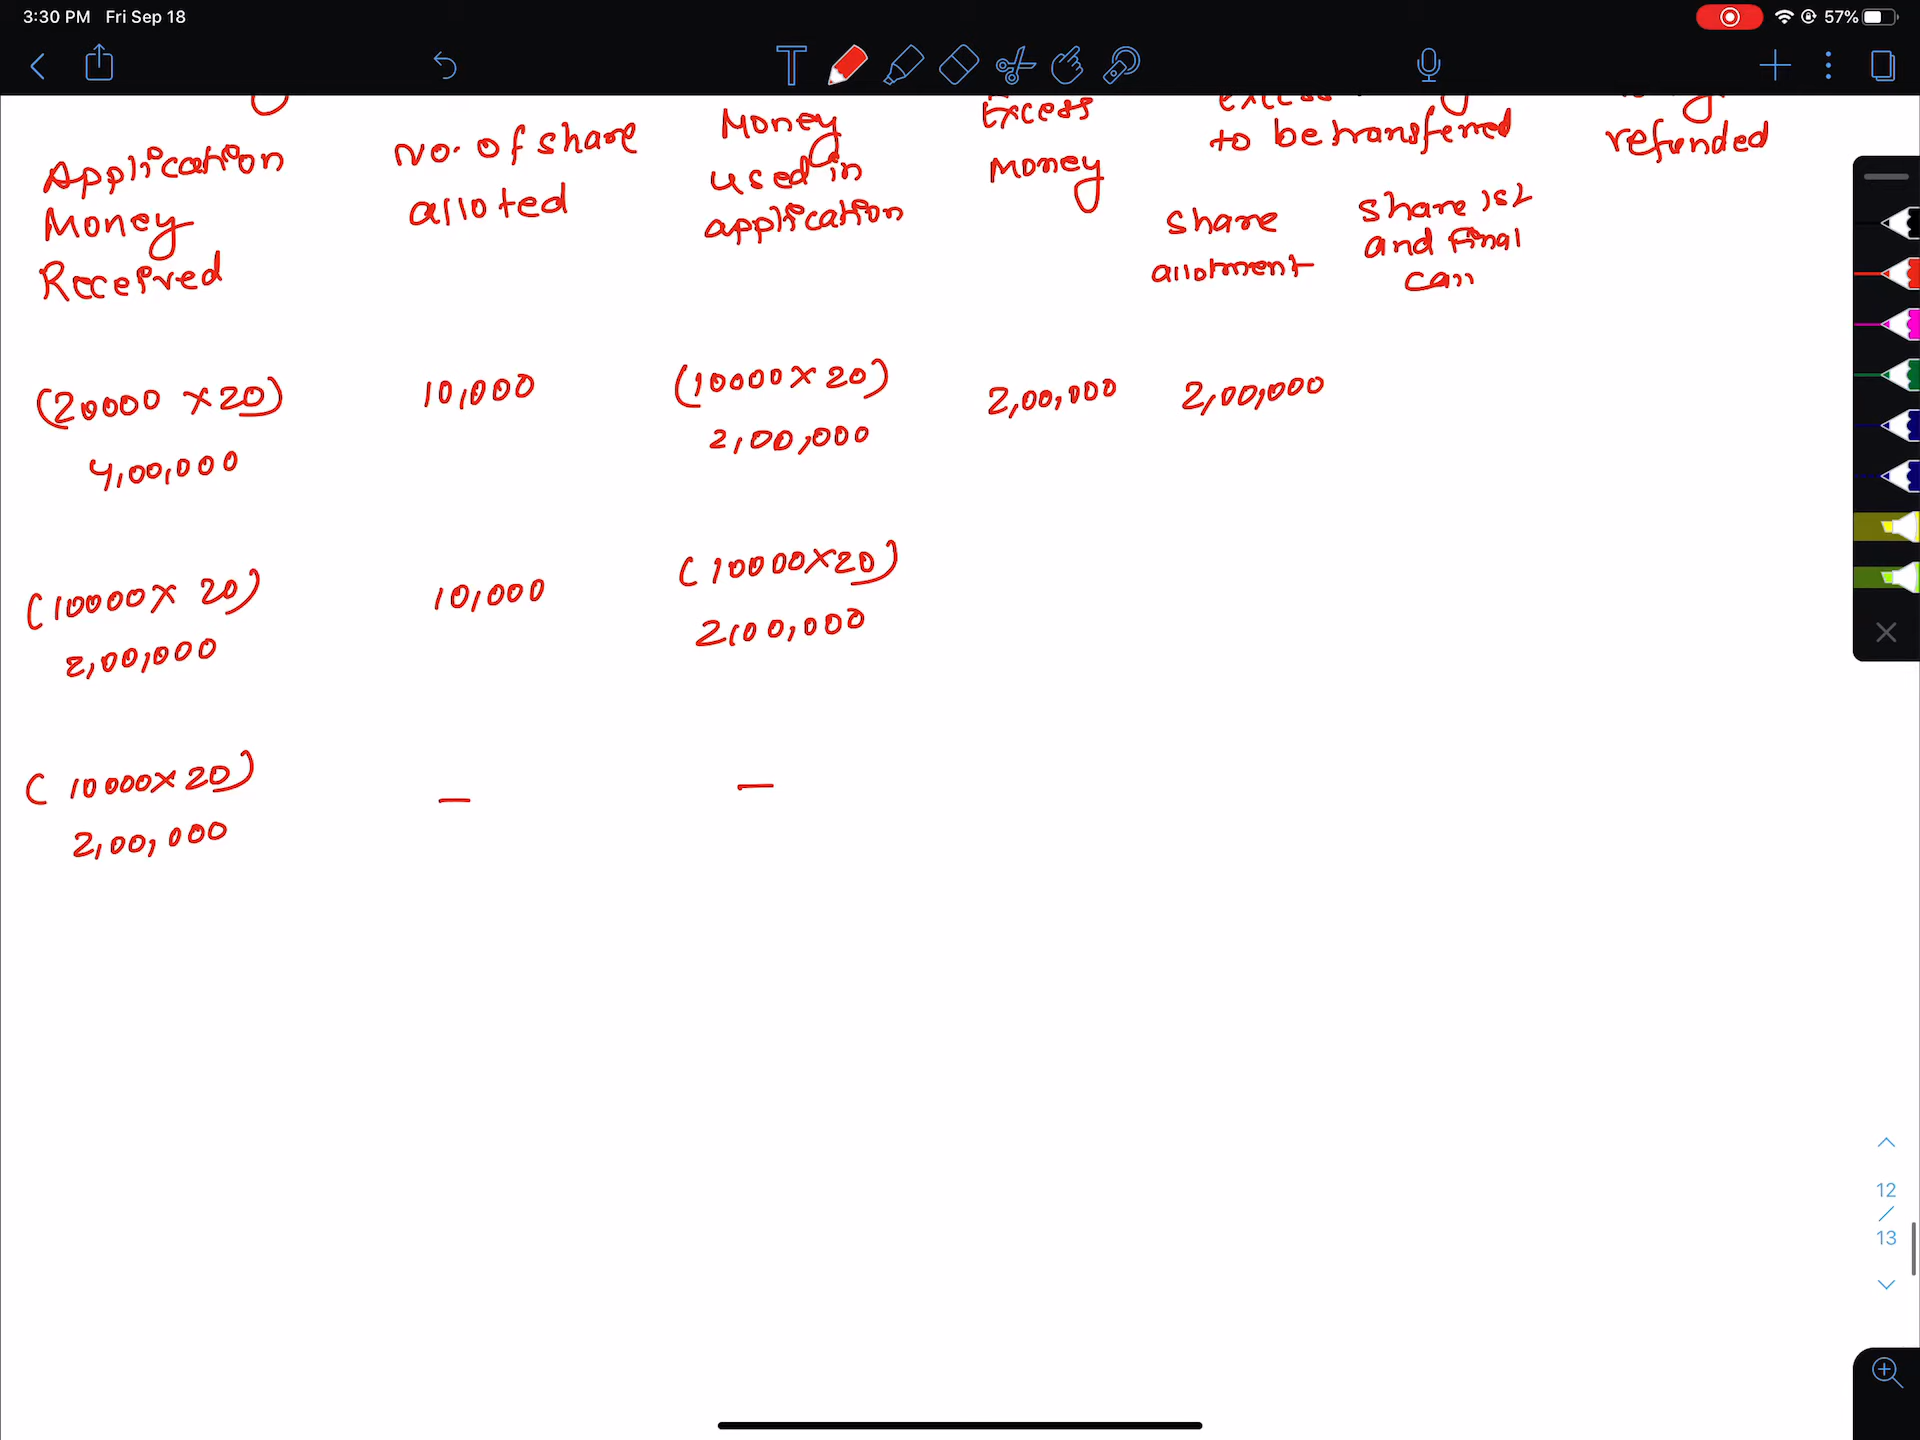 3:30 PM Fri Sep 18
57%
Excess
to be transferred
refunded
Application
Money
Received
No. of share
alloted
Money
used in
application
Money
share
allotment
share 1st
and final
call
(20000 × 20)
4,00,000
10,000
(10000 × 20)
2,00,000
2,00,000
2,00,000
(10000 × 20)
2,00,000
10,000
(10000 × 20)
2,00,000
(10000 × 20)
2,00,000
—
—
12
/
13